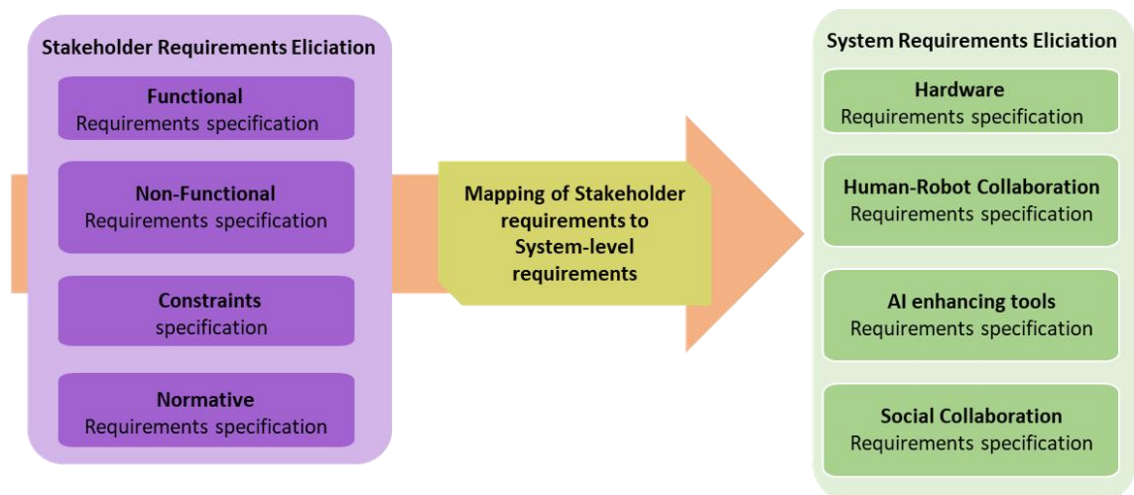 Stakeholder Requirements Eliciation
Functional
Requirements specification
Non-Functional
Requirements specification
Constraints
specification
Normative
Requirements specification
Mapping of Stakeholder
requirements to
System-level
requirements
System Requirements Eliciation
Hardware
Requirements specification
Human-Robot Collaboration
Requirements specification
AI enhancing tools
Requirements specification
Social Collaboration
Requirements specification